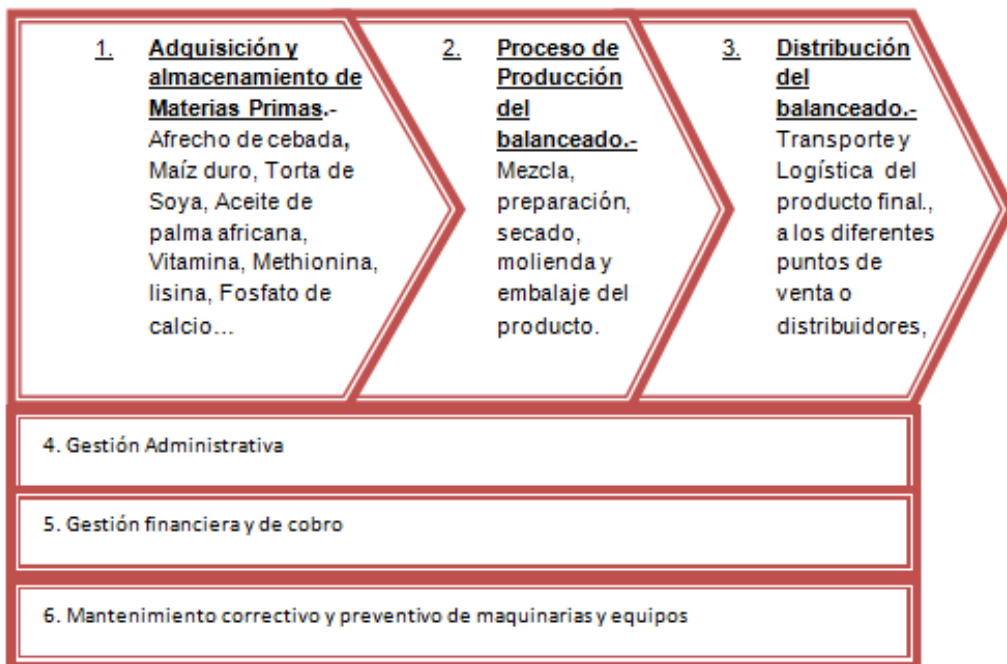 1. Adquisición y
almacenamiento de
Materias Primas.-
Afrecho de cebada,
Maíz duro, Torta de
Soya, Aceite de
palma africana,
Vitamina, Methionina,
lisina, Fosfato de
calcio...
2. Proceso de
Producción
del
balanceado.-
Mezcla,
preparación,
secado,
molienda y
embalaje del
producto.
3. Distribución
del
balanceado.-
Transporte y
Logística del
producto final.,
a los diferentes
puntos de
venta o
distribuidores,
4. Gestión Administrativa
5. Gestión financiera y de cobro
6. Mantenimiento correctivo y preventivo de maquinarias y equipos